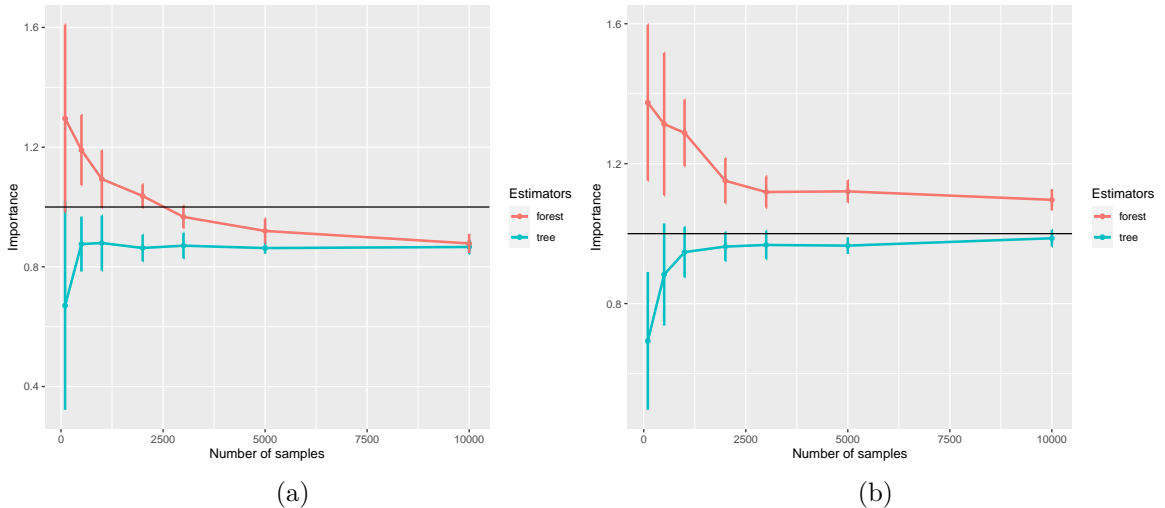 1.6
1.2
0.8
0.4
Importance
0
2500
5000
7500
10000
Number of samples
Estimators
forest
tree
(a)
1.6
1.2
0.8
Importance
0
2500
5000
7500
10000
Number of samples
Estimators
forest
tree
(b)